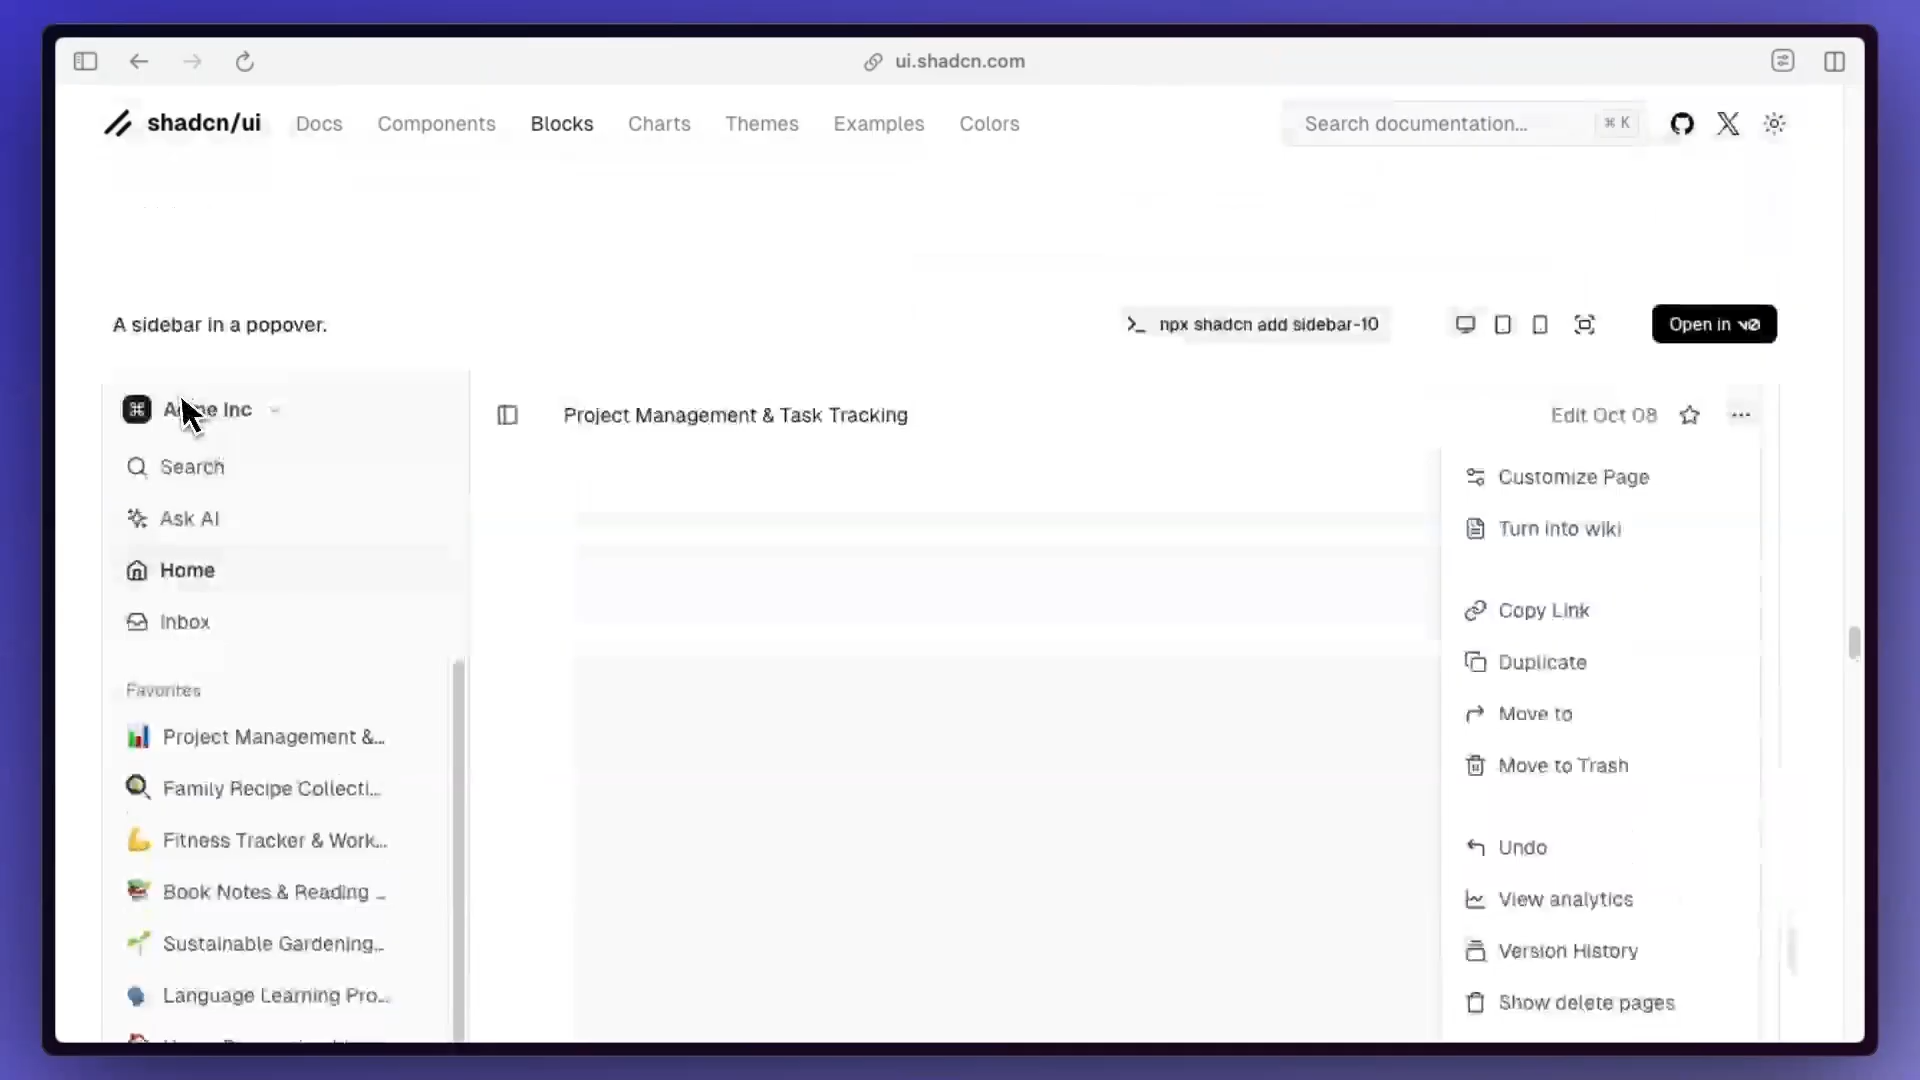 ui.shadcn.com
shadcn/ui Docs Components Blocks Charts Themes Examples Colors Search documentation... ⌘ K
A sidebar in a popover. npx shadcn add sidebar-10 Open in v0
Acme Inc
Project Management & Task Tracking Edit Oct 08
Search
Ask AI
Home
Inbox
Favorites
Project Management &...
Family Recipe Collecti...
Fitness Tracker & Work...
Book Notes & Reading ...
Sustainable Gardening...
Language Learning Pro...
Customize Page
Turn into wiki
Copy Link
Duplicate
Move to
Move to Trash
Undo
View analytics
Version History
Show delete pages